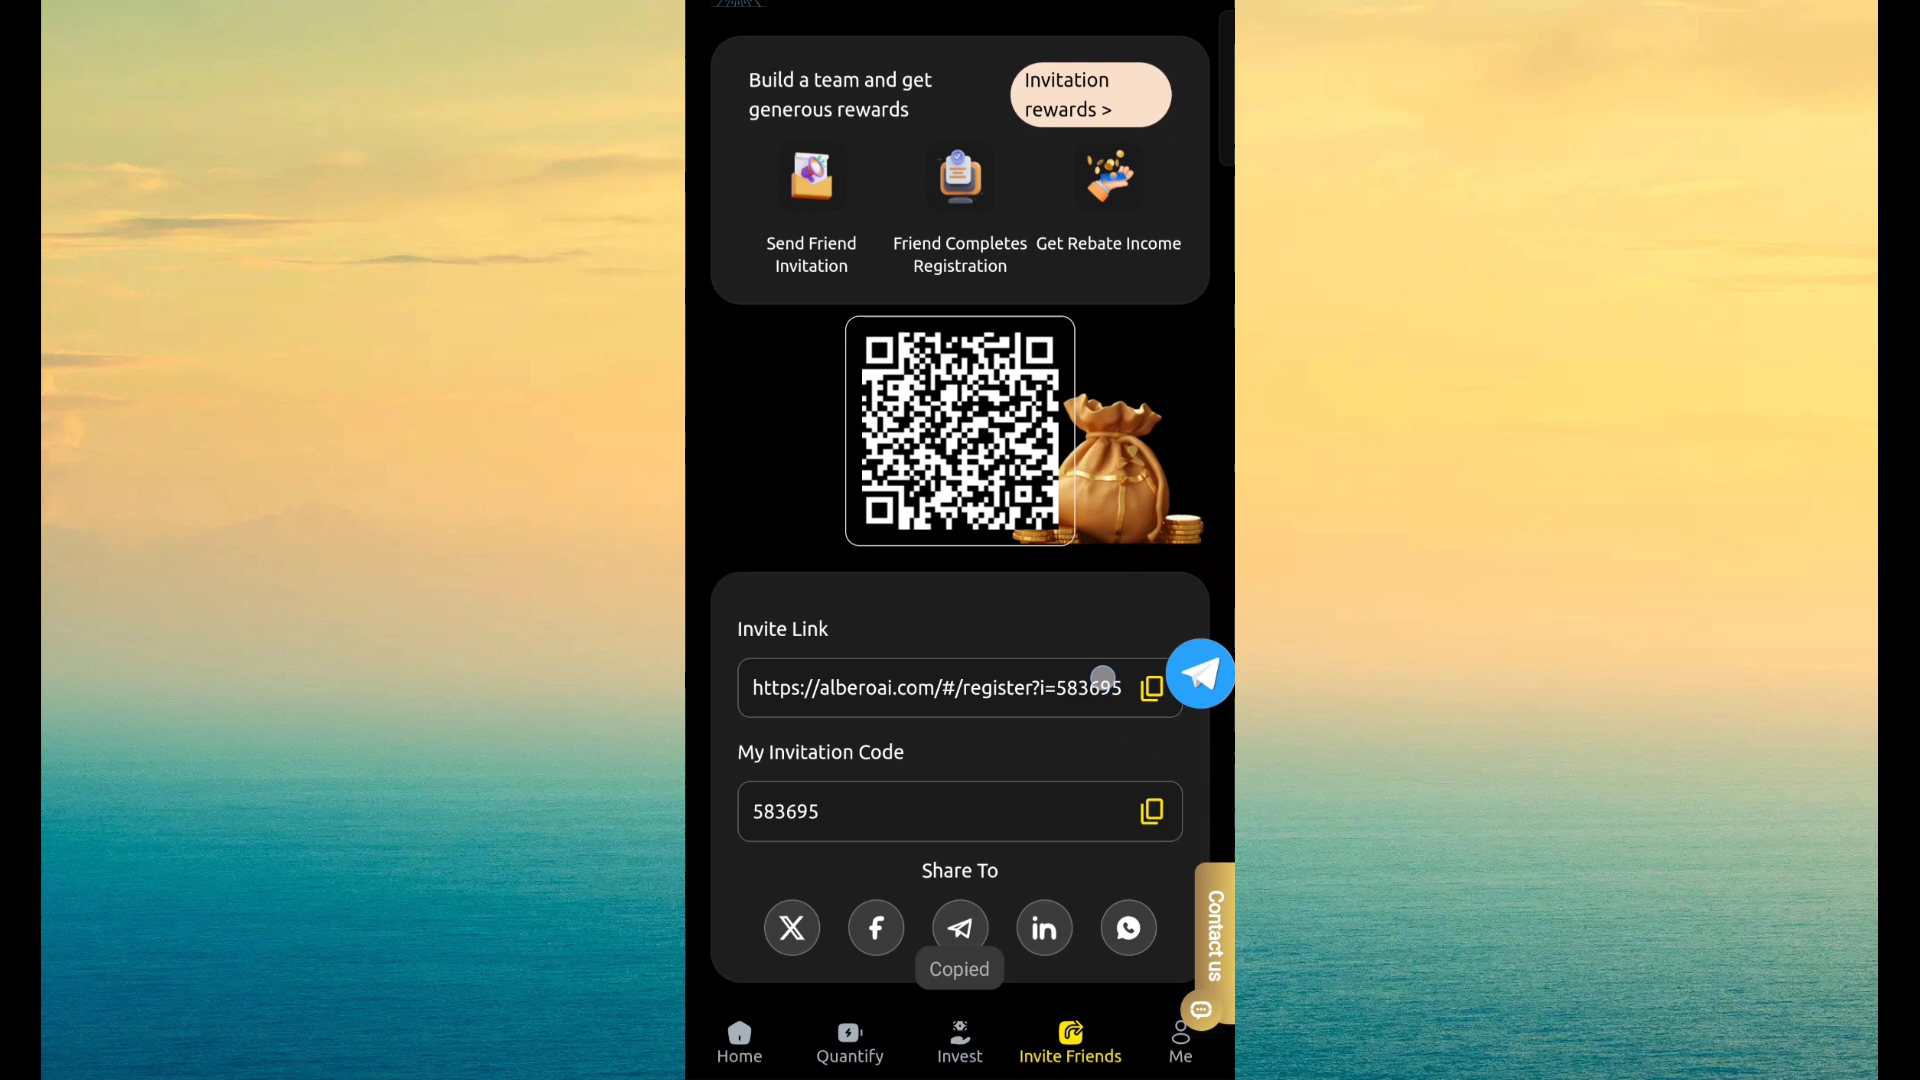 Build a team and get
generous rewards
Invitation
rewards >
Send Friend
Invitation
Friend Completes
Registration
Get Rebate Income
Invite Link
https://alberoai.com/#/register?i=583695
My Invitation Code
583695
Share To
Copied
Contact us
Home
Quantify
Invest
Invite Friends
Me